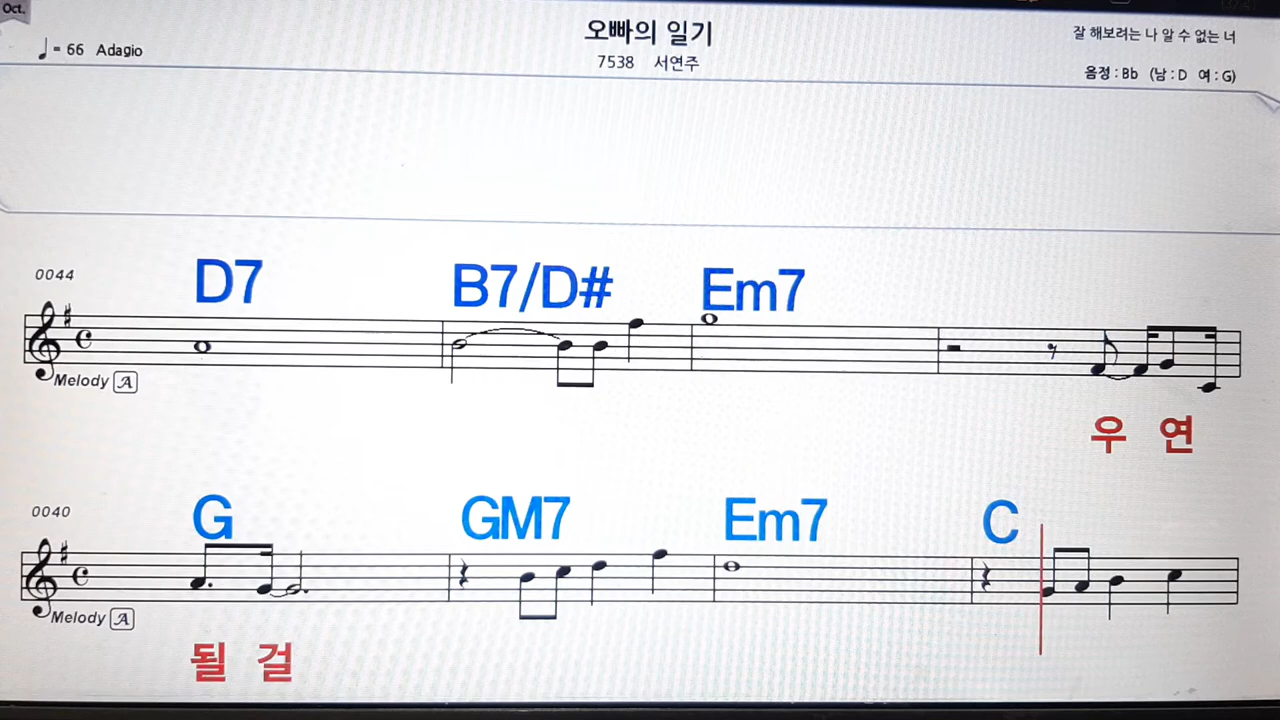 Oct.
= 66 Adagio
오빠의 일기
7538 서연주
잘 해보려는 나 알 수 없는 너
음정 : Bb (남 : D 여 : G)
0044
D7 B7/D# Em7
Melody A
우 연
0040
G GM7 Em7 C
Melody A
될 걸